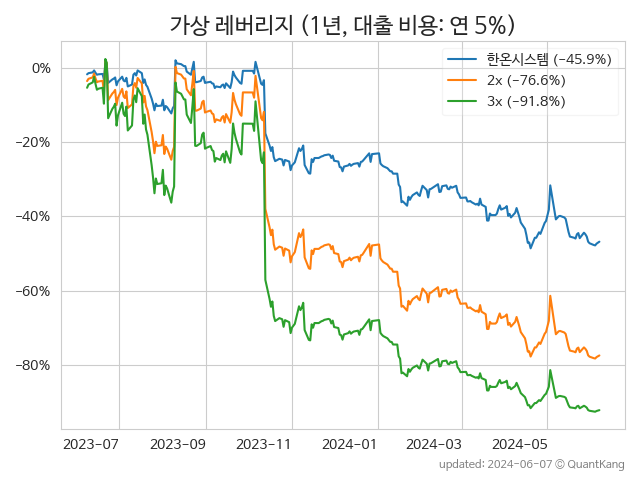 가상 레버리지 (1년, 대출 비용: 연 5%)
한온시스템 (−45.9%)
2x (−76.6%)
3x (−91.8%)
0%
−20%
−40%
−60%
−80%
2023-07 2023-09 2023-11 2024-01 2024-03 2024-05
updated: 2024-06-07 © QuantKang